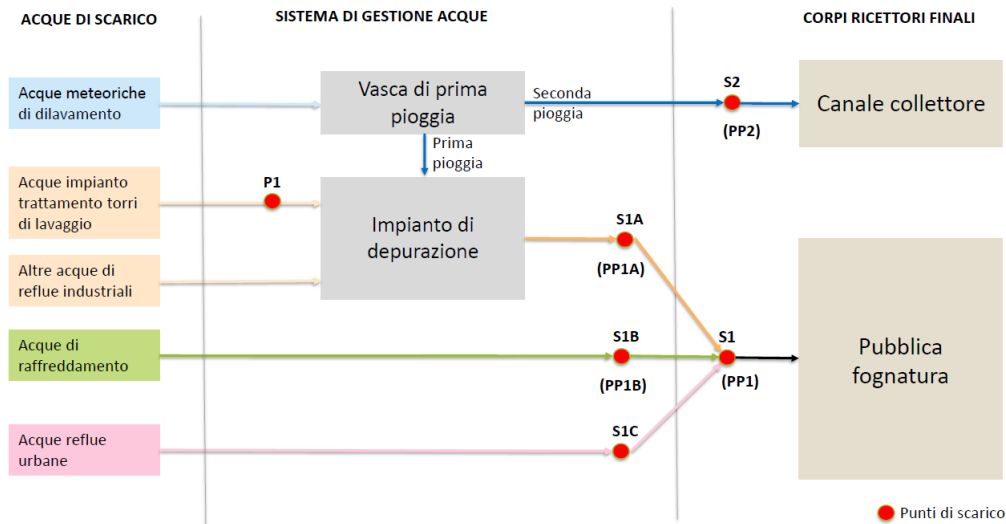 ACQUE DI SCARICO
SISTEMA DI GESTIONE ACQUE
CORPI RICETTORI FINALI
Acque meteoriche
di dilavamento
Vasca di prima
pioggia
Seconda
pioggia
S2
(PP2)
Canale collettore
Prima
pioggia
Acque impianto
trattamento torri
di lavaggio
P1
Impianto di
depurazione
S1A
(PP1A)
Altre acque di
reflue industriali
Acque di
raffreddamento
S1B
(PP1B)
S1
(PP1)
Pubblica
fognatura
Acque reflue
urbane
S1C
Punti di scarico